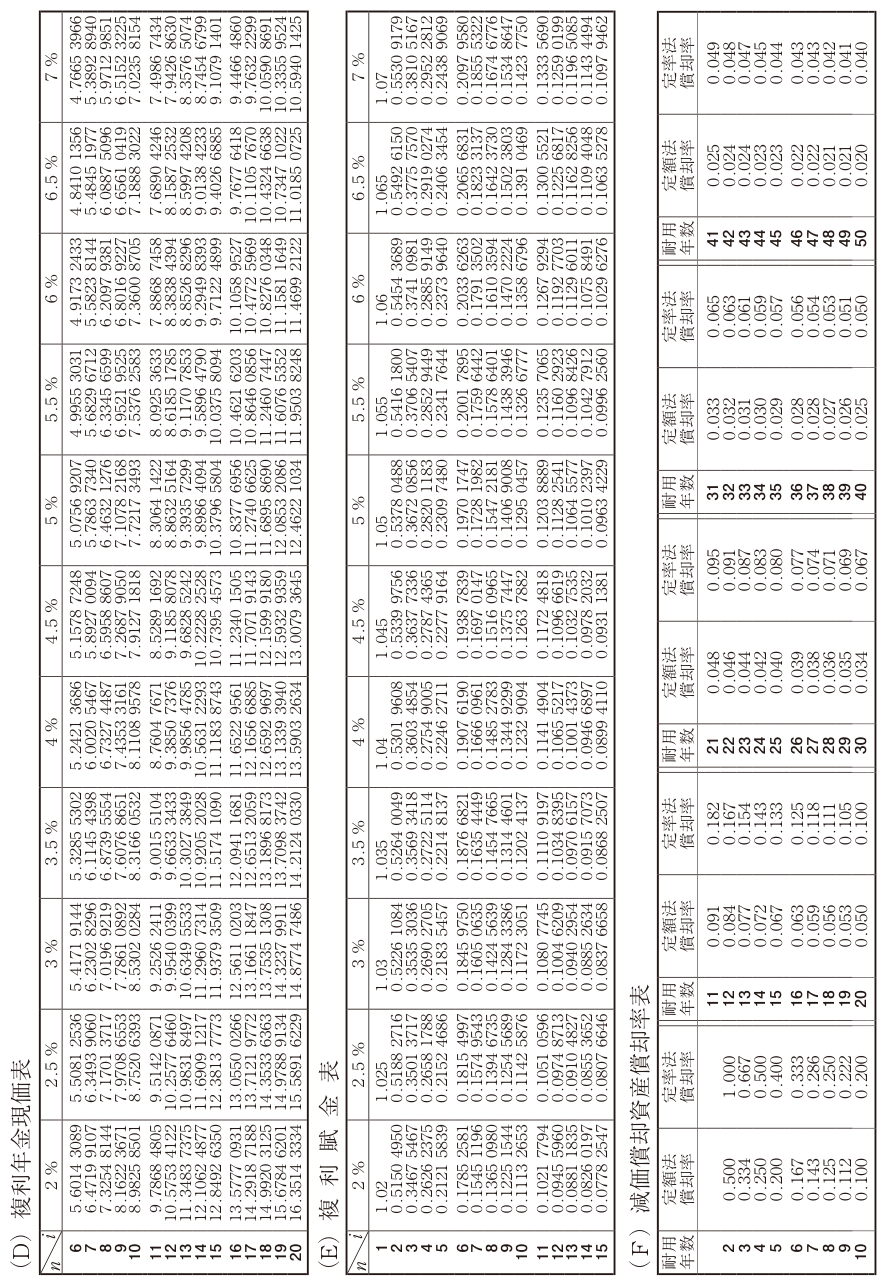 (D) 複利年金現価表
n i 2 % 2.5 % 3 % 3.5 % 4 % 4.5 % 5 % 5.5 % 6 % 6.5 % 7 %
6 5.6014 3089 5.5081 2536 5.4171 9144 5.3285 5302 5.2421 3686 5.1578 7248 5.0756 9207 4.9955 3031 4.9173 2433 4.8410 1356 4.7665 3966
7 6.4719 9107 6.3493 9060 6.2302 8296 6.1145 4398 6.0020 5467 5.8927 0094 5.7863 7340 5.6829 6712 5.5823 8144 5.4845 1977 5.3892 8940
8 7.3254 8144 7.1701 3717 7.0196 9219 6.8739 5554 6.7327 4487 6.5958 8607 6.4632 1276 6.3345 6599 6.2097 9381 6.0887 5096 5.9712 9851
9 8.1622 3671 7.9708 6553 7.7861 0892 7.6076 8651 7.4353 3161 7.2687 9050 7.1078 2168 6.9521 9525 6.8016 9227 6.6561 0419 6.5152 3225
10 8.9825 8501 8.7520 6393 8.5302 0284 8.3166 0532 8.1108 9578 7.9127 1818 7.7217 3493 7.5376 2583 7.3600 8705 7.1888 3022 7.0235 8154
11 9.7868 4805 9.5142 0871 9.2526 2411 9.0015 5104 8.7604 7671 8.5289 1692 8.3064 1422 8.0925 3633 7.8868 7458 7.6890 4246 7.4986 7434
12 10.5753 4122 10.2577 6460 9.9540 0399 9.6633 3433 9.3850 7376 9.1185 8078 8.8632 5164 8.6185 1785 8.3838 4394 8.1587 2532 7.9426 8630
13 11.3483 7375 10.9831 8497 10.6349 5533 10.3027 3849 9.9856 4785 9.6828 5242 9.3935 7299 9.1170 7853 8.8526 8296 8.5997 4208 8.3576 5074
14 12.1062 4877 11.6909 1217 11.2960 7314 10.9205 2028 10.5631 2293 10.2228 2528 9.8986 4094 9.5896 4790 9.2949 8393 9.0138 4233 8.7454 6799
15 12.8492 6350 12.3813 7773 11.9379 3509 11.5174 1090 11.1183 8743 10.7395 4573 10.3796 5804 10.0375 8094 9.7122 4899 9.4026 6885 9.1079 1401
16 13.5777 0931 13.0550 0266 12.5611 0203 12.0941 1681 11.6522 9561 11.2340 1505 10.8377 6956 10.4621 6203 10.1058 9527 9.7677 6418 9.4466 4860
17 14.2918 7188 13.7121 9772 13.1661 1847 12.6513 2059 12.1656 6885 11.7071 9143 11.2740 6625 10.8646 0856 10.4772 5969 10.1105 7670 9.7632 2299
18 14.9920 3125 14.3533 6363 13.7535 1308 13.1896 8173 12.6592 9697 12.1599 9180 11.6895 8690 11.2460 7447 10.8276 0348 10.4324 6638 10.0590 8691
19 15.6784 6201 14.9788 9134 14.3237 9911 13.7098 3742 13.1339 3940 12.5932 9359 12.0853 2086 11.6076 5352 11.1581 1649 10.7347 1022 10.3355 9524
20 16.3514 3334 15.5891 6229 14.8774 7486 14.2124 0330 13.5903 2634 13.0079 3645 12.4622 1034 11.9503 8248 11.4699 2122 11.0185 0725 10.5940 1425
(E) 複利賦金表
n i 2 % 2.5 % 3 % 3.5 % 4 % 4.5 % 5 % 5.5 % 6 % 6.5 % 7 %
1 1.02 1.025 1.03 1.035 1.04 1.045 1.05 1.055 1.06 1.065 1.07
2 0.5150 4950 0.5188 2716 0.5226 1084 0.5264 0049 0.5301 9608 0.5339 9756 0.5378 0488 0.5416 1800 0.5454 3689 0.5492 6150 0.5530 9179
3 0.3467 5467 0.3501 3717 0.3535 3036 0.3569 3418 0.3603 4854 0.3637 7336 0.3672 0856 0.3706 5407 0.3741 0981 0.3775 7570 0.3810 5167
4 0.2626 2375 0.2658 1788 0.2690 2705 0.2722 5114 0.2754 9005 0.2787 4365 0.2820 1183 0.2852 9449 0.2885 9149 0.2919 0274 0.2952 2812
5 0.2121 5839 0.2152 4686 0.2183 5457 0.2214 8137 0.2246 2711 0.2277 9164 0.2309 7480 0.2341 7644 0.2373 9640 0.2406 3454 0.2438 9069
6 0.1785 2581 0.1815 4997 0.1845 9750 0.1876 6821 0.1907 6190 0.1938 7839 0.1970 1747 0.2001 7895 0.2033 6263 0.2065 6831 0.2097 9580
7 0.1545 1196 0.1574 9543 0.1605 0635 0.1635 4449 0.1666 0961 0.1697 0147 0.1728 1982 0.1759 6442 0.1791 3502 0.1823 3137 0.1855 5322
8 0.1365 0980 0.1394 6735 0.1424 5639 0.1454 7665 0.1485 2783 0.1516 0965 0.1547 2181 0.1578 6401 0.1610 3594 0.1642 3730 0.1674 6776
9 0.1225 1544 0.1254 5689 0.1284 3386 0.1314 4601 0.1344 9299 0.1375 7447 0.1406 9008 0.1438 3946 0.1470 2224 0.1502 3803 0.1534 8647
10 0.1113 2653 0.1142 5876 0.1172 3051 0.1202 4137 0.1232 9094 0.1263 7882 0.1295 0457 0.1326 6777 0.1358 6796 0.1391 0469 0.1423 7750
11 0.1021 7794 0.1051 0596 0.1080 7745 0.1110 9197 0.1141 4904 0.1172 4818 0.1203 8889 0.1235 7065 0.1267 9294 0.1300 5521 0.1333 5690
12 0.0945 5960 0.0974 8713 0.1004 6209 0.1034 8395 0.1065 5217 0.1096 6619 0.1128 2541 0.1160 2923 0.1192 7703 0.1225 6817 0.1259 0199
13 0.0881 1835 0.0910 4827 0.0940 2954 0.0970 6157 0.1001 4373 0.1032 7535 0.1064 5577 0.1096 8426 0.1129 6011 0.1162 8256 0.1196 5085
14 0.0826 0197 0.0855 3652 0.0885 2634 0.0915 7073 0.0946 6897 0.0978 2032 0.1010 2397 0.1042 7912 0.1075 8491 0.1109 4048 0.1143 4494
15 0.0778 2547 0.0807 6646 0.0837 6658 0.0868 2507 0.0899 4110 0.0931 1381 0.0963 4229 0.0996 2560 0.1029 6276 0.1063 5278 0.1097 9462
(F) 減価償却資産償却率表
耐用 定額法 定率法 耐用 定額法 定率法 耐用 定額法 定率法 耐用 定額法 定率法 耐用 定額法 定率法
年数 償却率 償却率 年数 償却率 償却率 年数 償却率 償却率 年数 償却率 償却率 年数 償却率 償却率
11 0.091 0.182 21 0.048 0.095 31 0.033 0.065 41 0.025 0.049
2 0.500 1.000 12 0.084 0.167 22 0.046 0.091 32 0.032 0.063 42 0.024 0.048
3 0.334 0.667 13 0.077 0.154 23 0.044 0.087 33 0.031 0.061 43 0.024 0.047
4 0.250 0.500 14 0.072 0.143 24 0.042 0.083 34 0.030 0.059 44 0.023 0.045
5 0.200 0.400 15 0.067 0.133 25 0.040 0.080 35 0.029 0.057 45 0.023 0.044
6 0.167 0.333 16 0.063 0.125 26 0.039 0.077 36 0.028 0.056 46 0.022 0.043
7 0.143 0.286 17 0.059 0.118 27 0.038 0.074 37 0.028 0.054 47 0.022 0.043
8 0.125 0.250 18 0.056 0.111 28 0.036 0.071 38 0.027 0.053 48 0.021 0.042
9 0.112 0.222 19 0.053 0.105 29 0.035 0.069 39 0.026 0.051 49 0.021 0.041
10 0.100 0.200 20 0.050 0.100 30 0.034 0.067 40 0.025 0.050 50 0.020 0.040